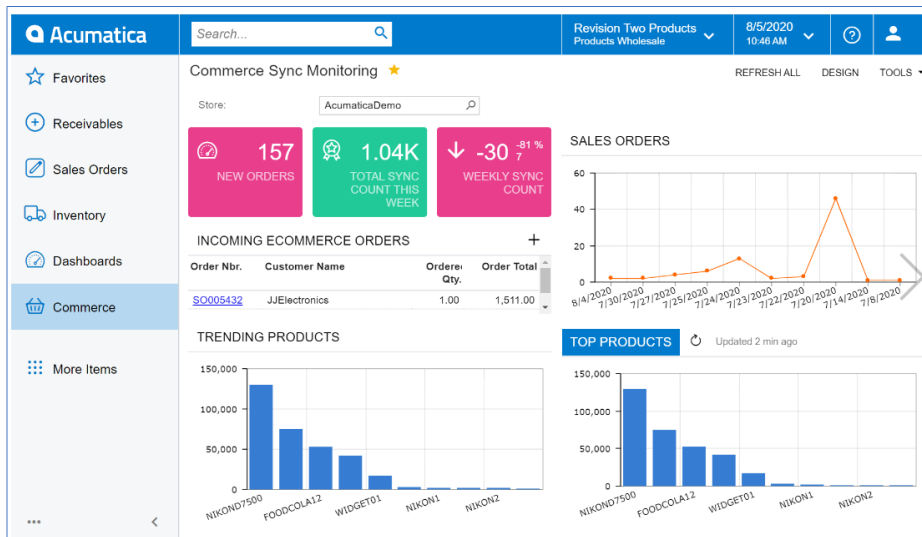 Acumatica
Search...
Revision Two Products
Products Wholesale
8/5/2020
10:46 AM
Favorites
Receivables
Sales Orders
Inventory
Dashboards
Commerce
More Items
Commerce Sync Monitoring
REFRESH ALL
DESIGN
TOOLS
Store:
AcumaticaDemo
157
NEW ORDERS
1.04K
TOTAL SYNC
COUNT THIS
WEEK
-30
-81 %
7
WEEKLY SYNC
COUNT
INCOMING ECOMMERCE ORDERS
Order Nbr.
Customer Name
Ordere
Qty.
Order Total
SO005432
JJElectronics
1.00
1,511.00
SALES ORDERS
60
40
20
0
8/4/2020
7/30/2020
7/27/2020
7/25/2020
7/24/2020
7/23/2020
7/22/2020
7/20/2020
7/14/2020
7/8/2020
TRENDING PRODUCTS
150,000
100,000
50,000
0
NIKOND7500
FOODCOLA12
WIDGET01
NIKON1
NIKON2
TOP PRODUCTS
Updated 2 min ago
150,000
100,000
50,000
0
NIKOND7500
FOODCOLA12
WIDGET01
NIKON1
NIKON2